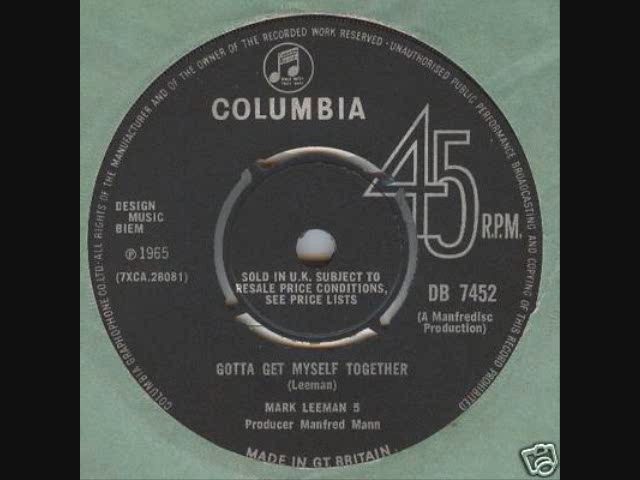 COLUMBIA GRAPHOPHONE CO. LTD. ALL RIGHTS OF THE MANUFACTURER AND OF THE OWNER OF THE RECORDED WORK RESERVED · UNAUTHORISED PUBLIC PERFORMANCE BROADCASTING AND COPYING OF THIS RECORD PROHIBITED
COLUMBIA
45
R.P.M.
DESIGN
MUSIC
BIEM
℗ 1965
(7XCA.28081)
SOLD IN U.K. SUBJECT TO
RESALE PRICE CONDITIONS,
SEE PRICE LISTS
DB 7452
(A Manfredisc
Production)
GOTTA GET MYSELF TOGETHER
(Leeman)
MARK LEEMAN 5
Producer Manfred Mann
MADE IN GT. BRITAIN